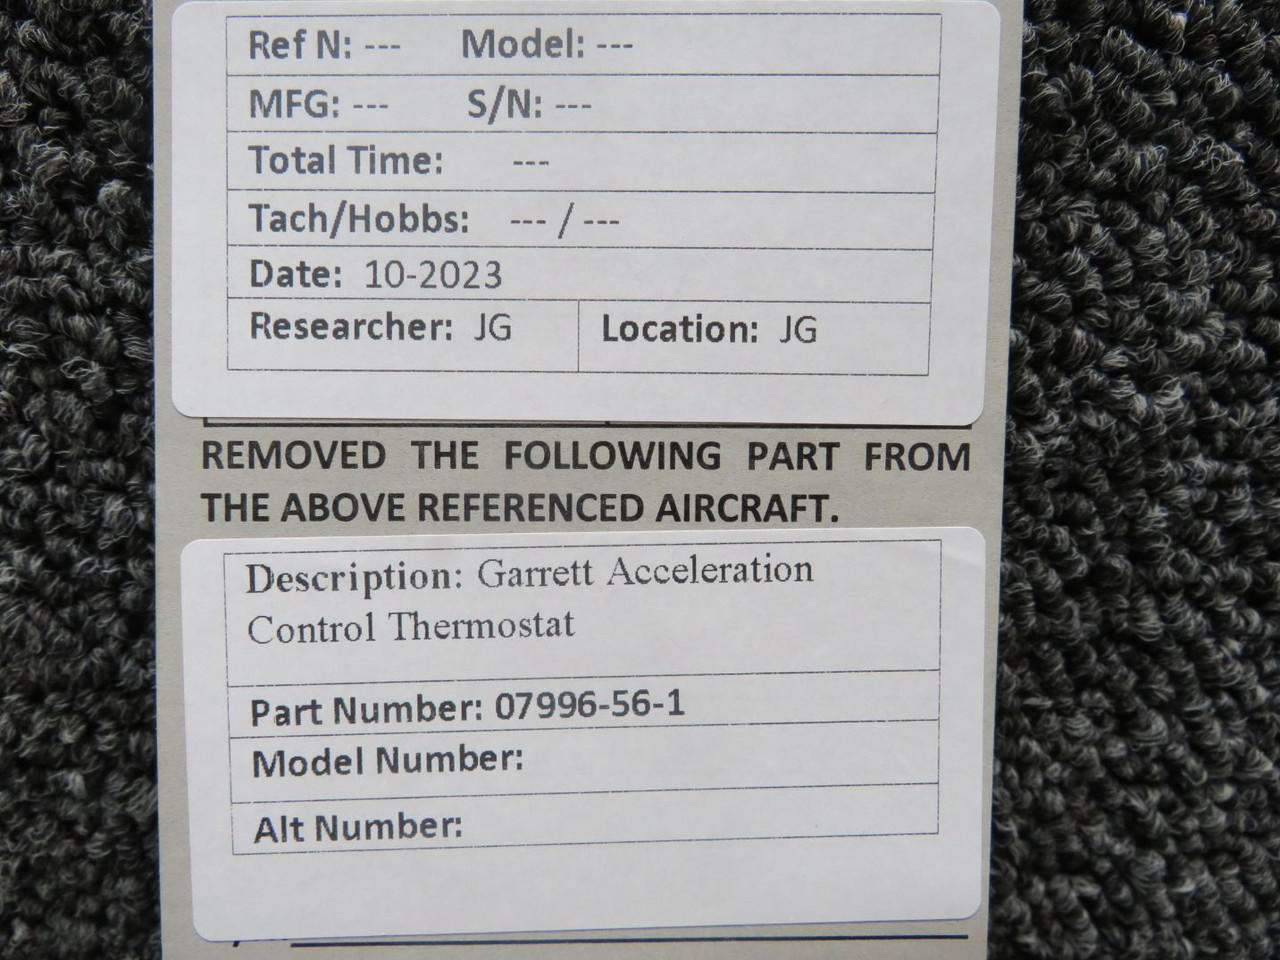 Ref N: --- Model: ---
MFG: --- S/N: ---
Total Time: ---
Tach/Hobbs: --- / ---
Date: 10-2023
Researcher: JG Location: JG
REMOVED THE FOLLOWING PART FROM
THE ABOVE REFERENCED AIRCRAFT.
Description: Garrett Acceleration
Control Thermostat
Part Number: 07996-56-1
Model Number:
Alt Number: